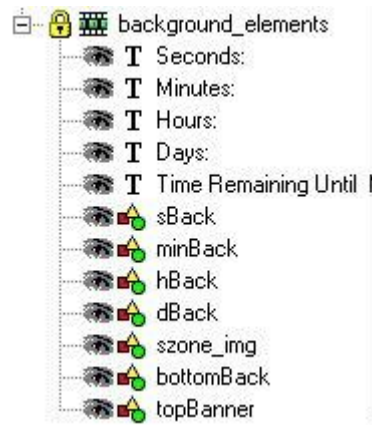 background_elements
T Seconds:
T Minutes:
T Hours:
T Days:
T Time Remaining Until
sBack
minBack
hBack
dBack
szone_img
bottomBack
topBanner